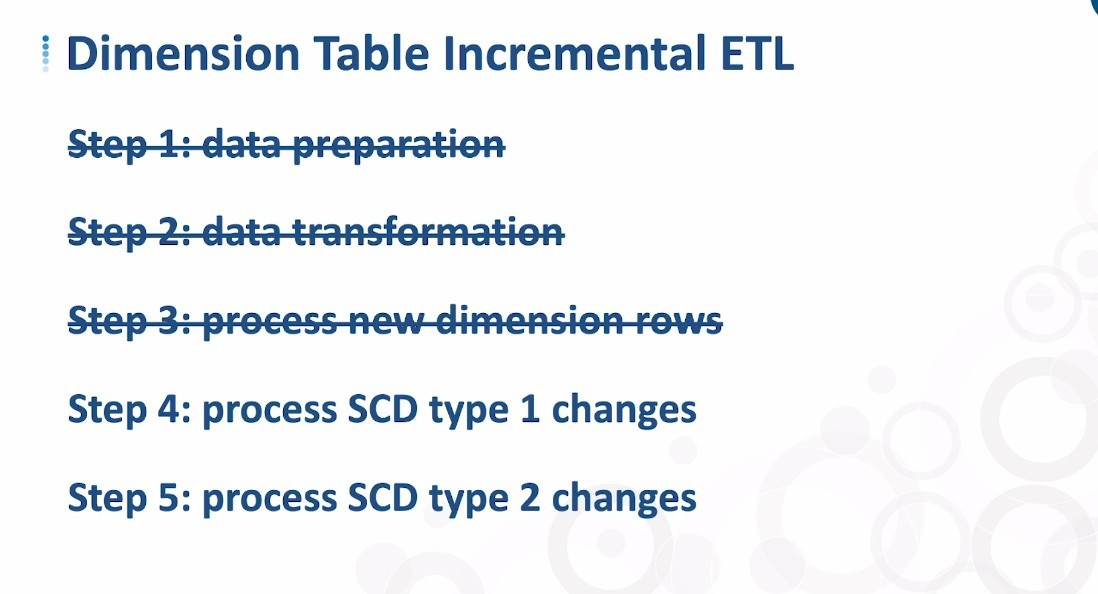 Dimension Table Incremental ETL
Step 1: data preparation
Step 2: data transformation
Step 3: process new dimension rows
Step 4: process SCD type 1 changes
Step 5: process SCD type 2 changes